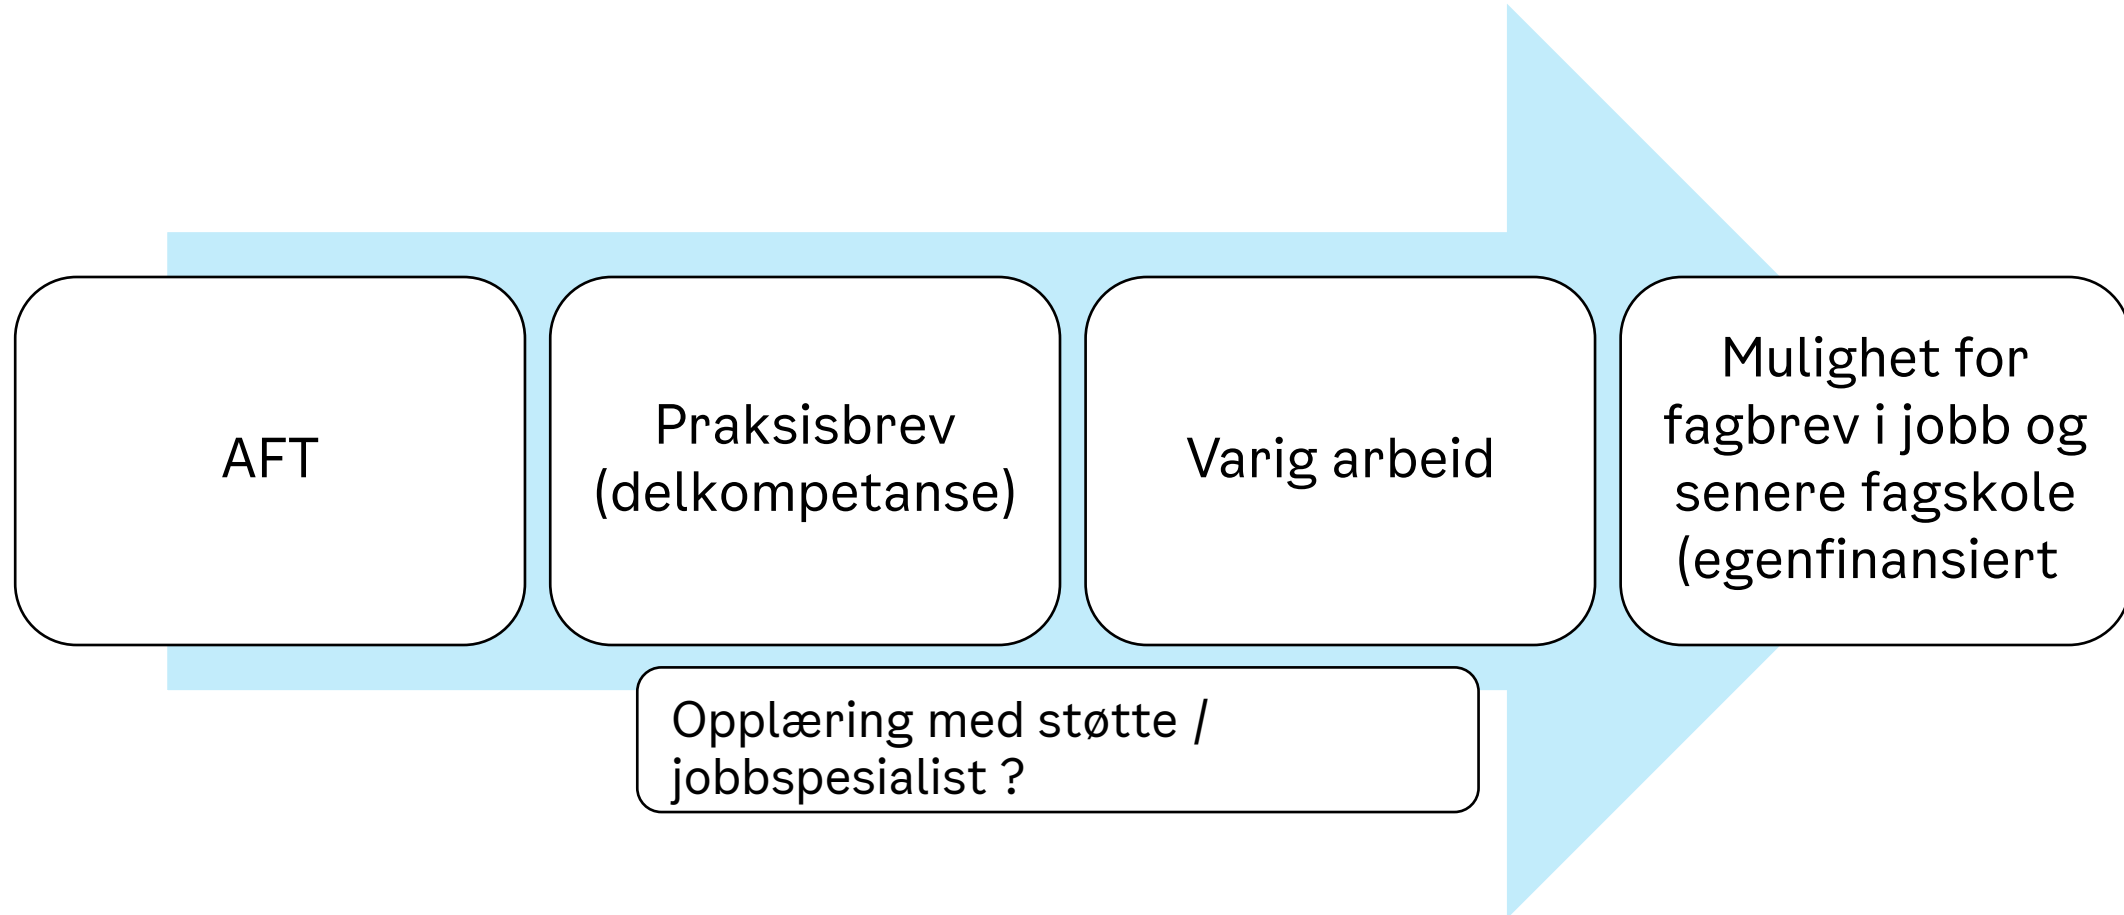 AFT
Praksisbrev
(delkompetanse)
Varig arbeid
Mulighet for
fagbrev i jobb og
senere fagskole
(egenfinansiert
Opplæring med støtte /
jobbspesialist ?